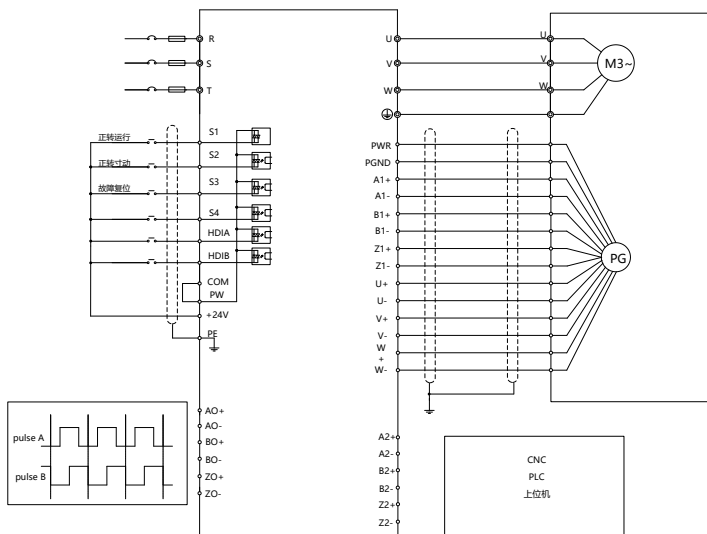 R
S
T
正转运行
S1
正转寸动
S2
故障复位
S3
S4
HDIA
HDIB
COM
PW
+24V
PE
AO+
AO-
BO+
BO-
ZO+
ZO-
pulse A
pulse B
U
V
W
U
V
W
M3~
PWR
PGND
A1+
A1-
B1+
B1-
Z1+
Z1-
U+
U-
V+
V-
W
+
W-
PG
A2+
A2-
B2+
B2-
Z2+
Z2-
CNC
PLC
上位机